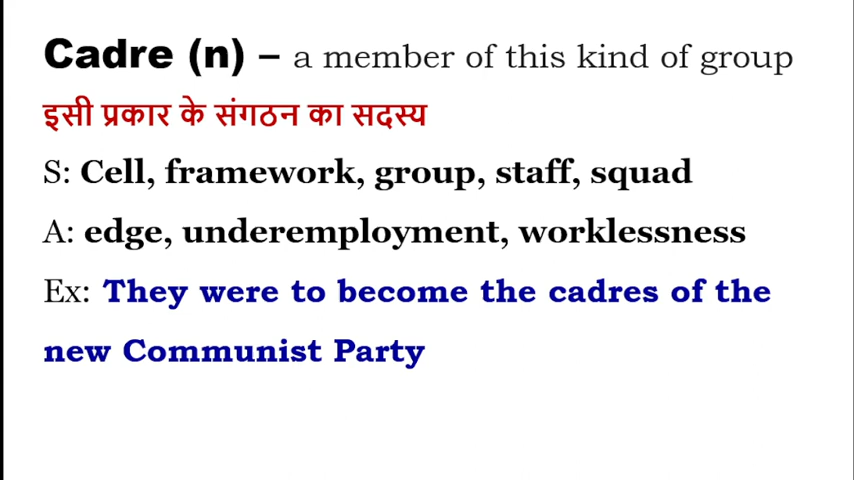 Cadre (n) – a member of this kind of group
इसी प्रकार के संगठन का सदस्य
S: Cell, framework, group, staff, squad
A: edge, underemployment, worklessness
Ex: They were to become the cadres of the
new Communist Party